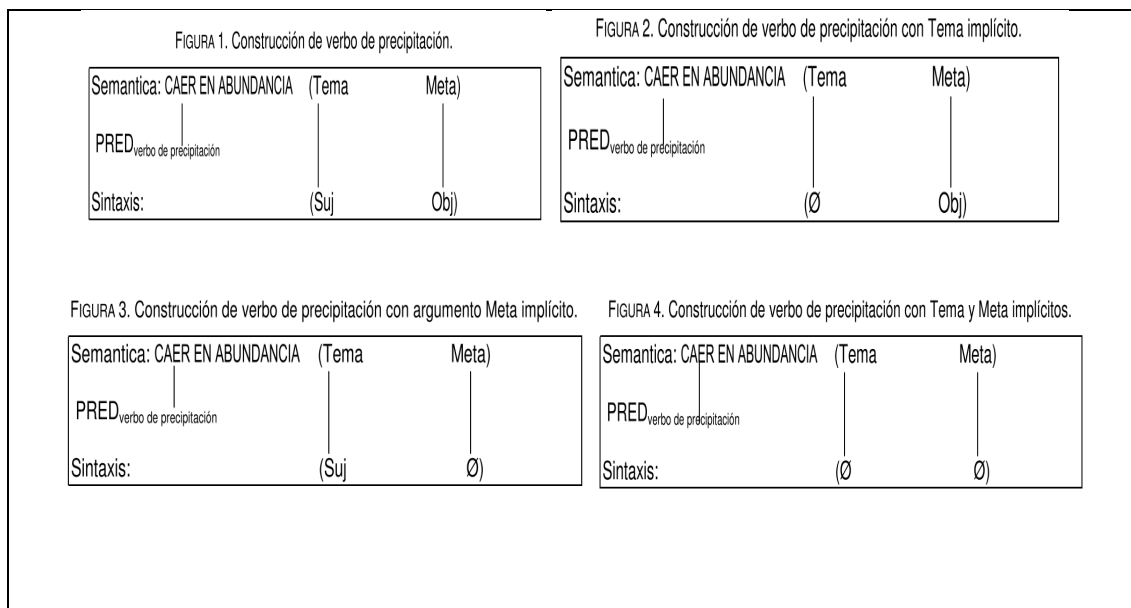 FIGURA 1. Construcción de verbo de precipitación.
Semantica: CAER EN ABUNDANCIA (Tema Meta)
PREDverbo de precipitación
Sintaxis: (Suj Obj)
FIGURA 2. Construcción de verbo de precipitación con Tema implícito.
Semantica: CAER EN ABUNDANCIA (Tema Meta)
PREDverbo de precipitación
Sintaxis: (Ø Obj)
FIGURA 3. Construcción de verbo de precipitación con argumento Meta implícito.
Semantica: CAER EN ABUNDANCIA (Tema Meta)
PREDverbo de precipitación
Sintaxis: (Suj Ø)
FIGURA 4. Construcción de verbo de precipitación con Tema y Meta implícitos.
Semantica: CAER EN ABUNDANCIA (Tema Meta)
PREDverbo de precipitación
Sintaxis: (Ø Ø)